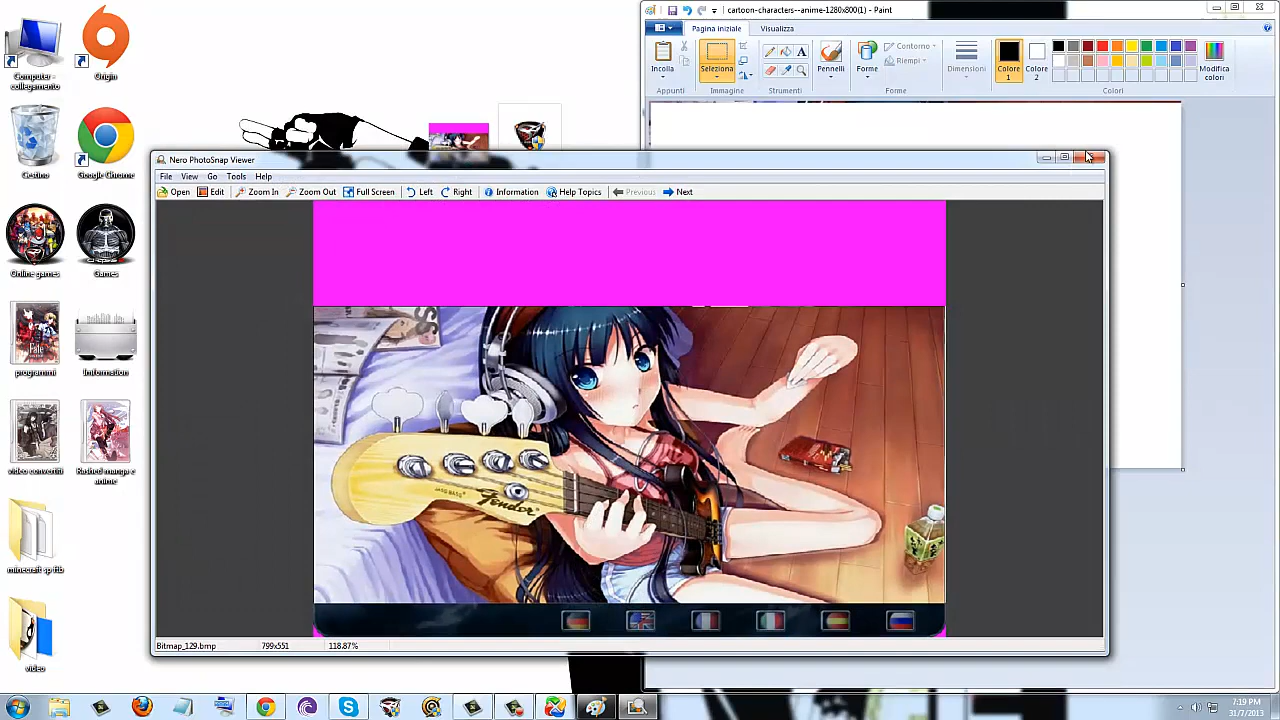 cartoon-characters--anime-1280x800(1) - Paint
Pagina iniziale
Visualizza
Incolla
Seleziona
Pennelli
Forme
Contorno
Riempi
Dimensioni
Colore 1
Colore 2
Modifica colori
Appunti
Immagine
Strumenti
Forme
Colori
Computer - collegamento
Origin
Cestino
Google Chrome
Online games
Games
programmi
Imformation
video convertiti
minecraft sp ftb
video
Nero PhotoSnap Viewer
File View Go Tools Help
Open Edit Zoom In Zoom Out Full Screen Left Right Information Help Topics Previous Next
Fender
Bitmap_129.bmp 799x551 118.87%
7:19 PM
31/7/2013